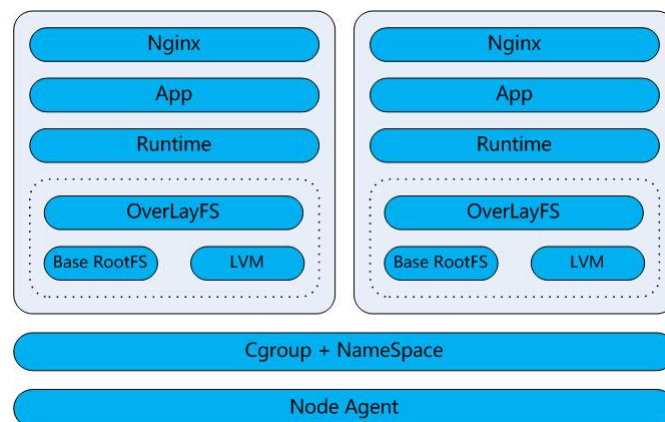 Nginx Nginx
App App
Runtime Runtime
OverLayFS OverLayFS
Base RootFS LVM Base RootFS LVM
Cgroup + NameSpace
Node Agent